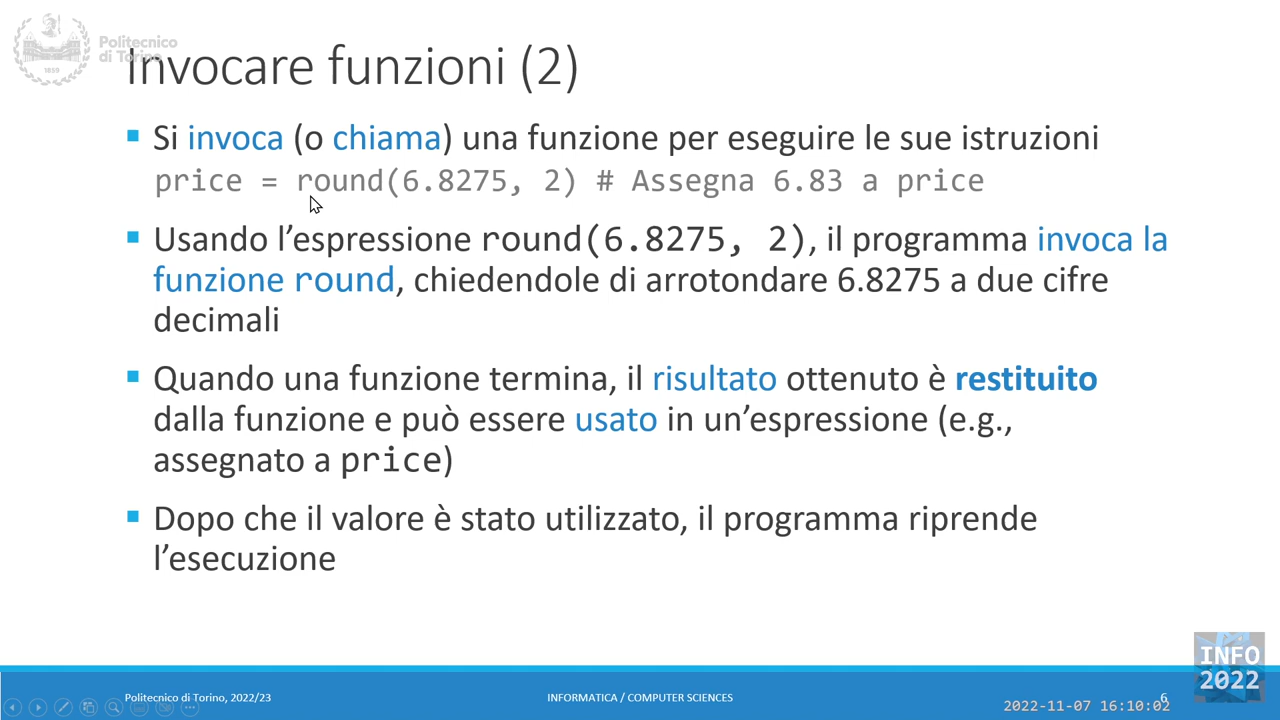 Politecnico
di Torino
1859
Invocare funzioni (2)
Si invoca (o chiama) una funzione per eseguire le sue istruzioni
price = round(6.8275, 2) # Assegna 6.83 a price
Usando l’espressione round(6.8275, 2), il programma invoca la
funzione round, chiedendole di arrotondare 6.8275 a due cifre
decimali
Quando una funzione termina, il risultato ottenuto è restituito
dalla funzione e può essere usato in un’espressione (e.g.,
assegnato a price)
Dopo che il valore è stato utilizzato, il programma riprende
l’esecuzione
INFO
2022
Politecnico di Torino, 2022/23
INFORMATICA / COMPUTER SCIENCES
6
2022-11-07 16:10:02